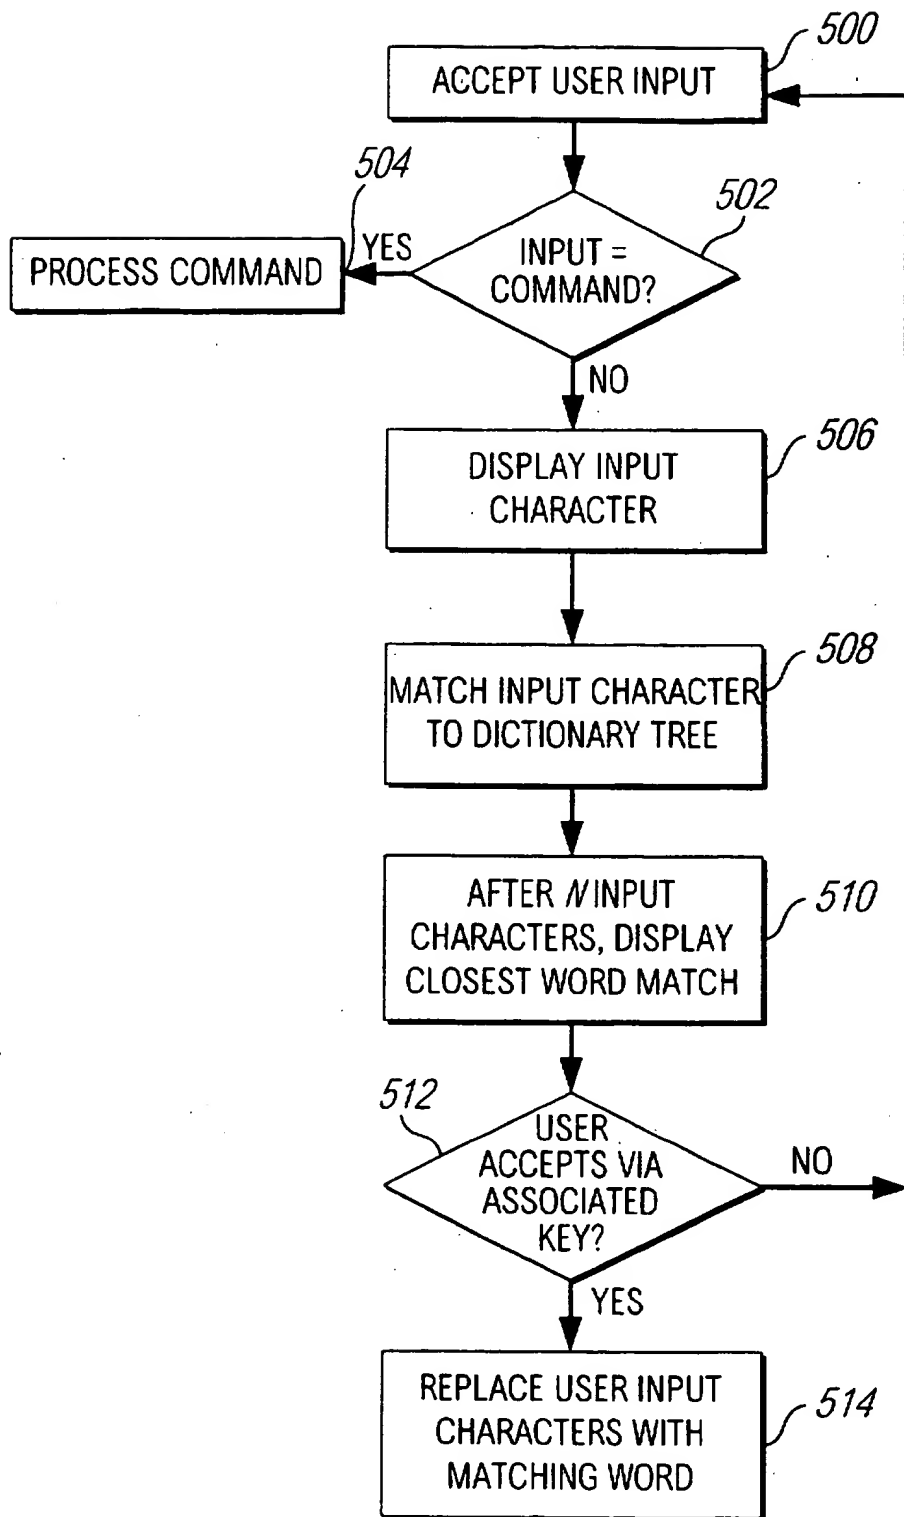 500
ACCEPT USER INPUT
504
502
YES
INPUT =
COMMAND?
PROCESS COMMAND
NO
506
DISPLAY INPUT
CHARACTER
508
MATCH INPUT CHARACTER
TO DICTIONARY TREE
510
AFTER N INPUT
CHARACTERS, DISPLAY
CLOSEST WORD MATCH
512
USER
ACCEPTS VIA
ASSOCIATED
KEY?
NO
YES
REPLACE USER INPUT
CHARACTERS WITH
MATCHING WORD
514